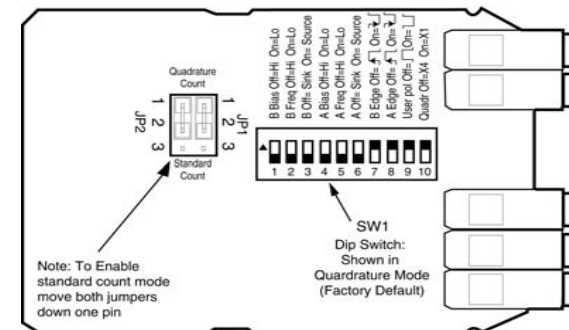 Quadrature
Count
JP2
1
2
3
1
2
3
JP1
Standard
Count
B Bias Off=Hi On=Lo
B Freq Off=Hi On=Lo
B Off= Sink On= Source
A Bias Off=Hi On=Lo
A Freq Off=Hi On=Lo
A Off= Sink On= Source
B Edge Off= On=
A Edge Off= On=
User pol Off= On=
Quadr Off=X4 On=X1
1 2 3 4 5 6 7 8 9 10
SW1
Dip Switch:
Shown in
Quardrature Mode
(Factory Default)
Note: To Enable
standard count mode
move both jumpers
down one pin